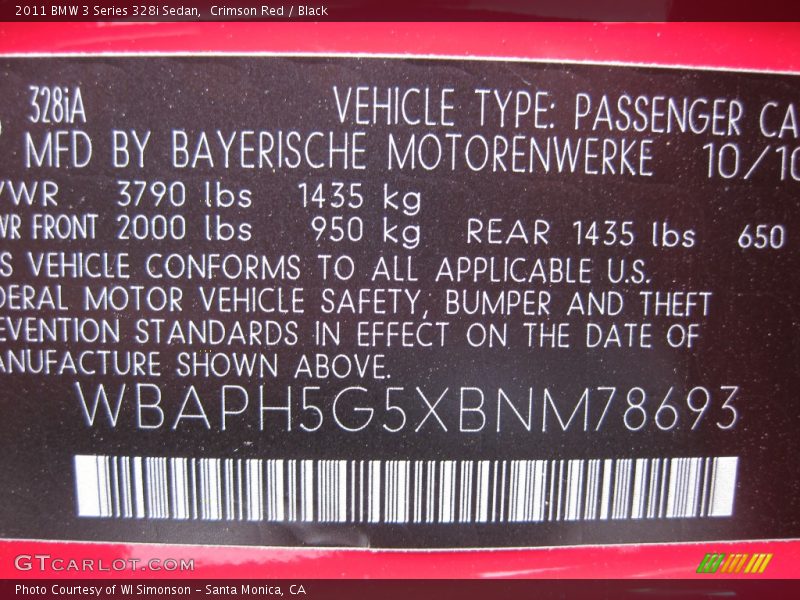 2011 BMW 3 Series 328i Sedan, Crimson Red / Black
328iA VEHICLE TYPE: PASSENGER CA
MFD BY BAYERISCHE MOTORENWERKE 10/10
VWR 3790 lbs 1435 kg
WR FRONT 2000 lbs 950 kg REAR 1435 lbs 650
S VEHICLE CONFORMS TO ALL APPLICABLE U.S.
DERAL MOTOR VEHICLE SAFETY, BUMPER AND THEFT
EVENTION STANDARDS IN EFFECT ON THE DATE OF
ANUFACTURE SHOWN ABOVE.
WBAPH5G5XBNM78693
GTCARLOT.COM
Photo Courtesy of WI Simonson - Santa Monica, CA